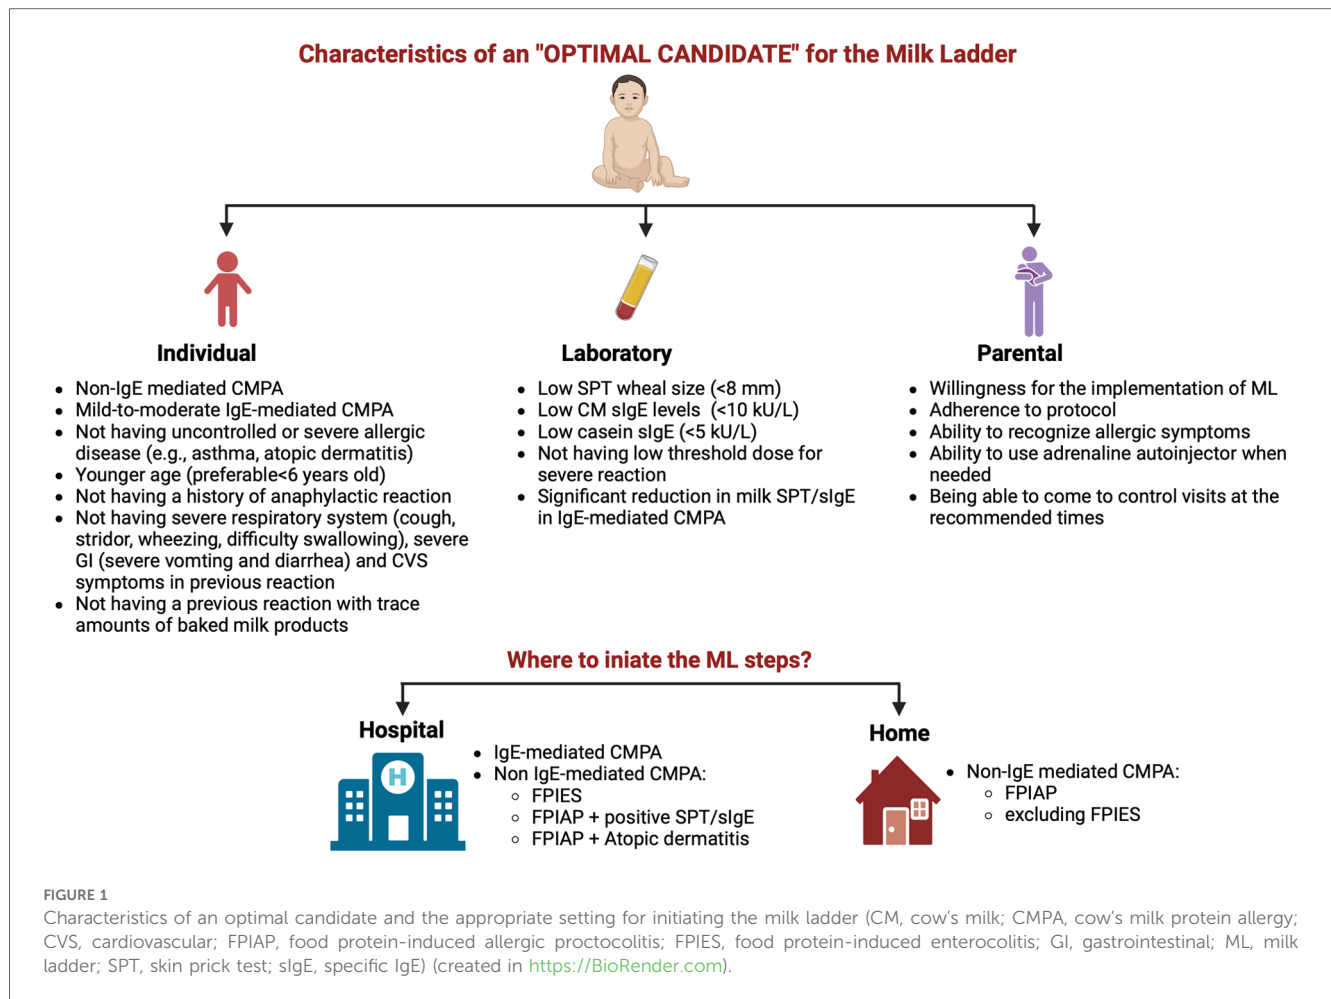 Characteristics of an "OPTIMAL CANDIDATE" for the Milk Ladder
Individual
• Non-IgE mediated CMPA
• Mild-to-moderate IgE-mediated CMPA
• Not having uncontrolled or severe allergic
disease (e.g., asthma, atopic dermatitis)
• Younger age (preferable<6 years old)
• Not having a history of anaphylactic reaction
• Not having severe respiratory system (cough,
stridor, wheezing, difficulty swallowing), severe
GI (severe vomting and diarrhea) and CVS
symptoms in previous reaction
• Not having a previous reaction with trace
amounts of baked milk products
Laboratory
• Low SPT wheal size (<8 mm)
• Low CM sIgE levels (<10 kU/L)
• Low casein sIgE (<5 kU/L)
• Not having low threshold dose for
severe reaction
• Significant reduction in milk SPT/sIgE
in IgE-mediated CMPA
Parental
• Willingness for the implementation of ML
• Adherence to protocol
• Ability to recognize allergic symptoms
• Ability to use adrenaline autoinjector when
needed
• Being able to come to control visits at the
recommended times
Where to iniate the ML steps?
Hospital
H
• IgE-mediated CMPA
• Non IgE-mediated CMPA:
○ FPIES
○ FPIAP + positive SPT/sIgE
○ FPIAP + Atopic dermatitis
Home
• Non-IgE mediated CMPA:
○ FPIAP
○ excluding FPIES
FIGURE 1
Characteristics of an optimal candidate and the appropriate setting for initiating the milk ladder (CM, cow's milk; CMPA, cow's milk protein allergy;
CVS, cardiovascular; FPIAP, food protein-induced allergic proctocolitis; FPIES, food protein-induced enterocolitis; GI, gastrointestinal; ML, milk
ladder; SPT, skin prick test; sIgE, specific IgE) (created in https://BioRender.com).